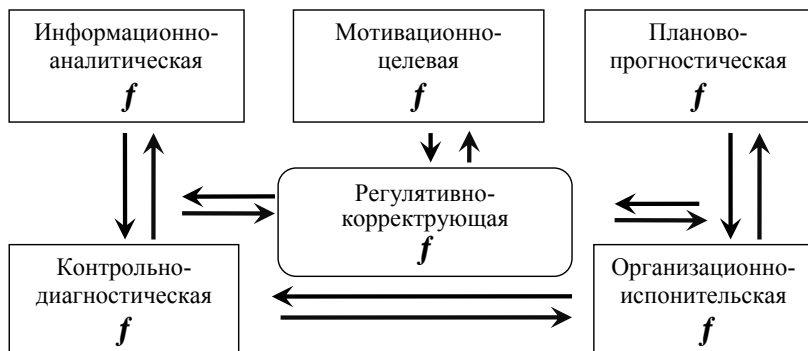 Информационно-
аналитическая
f
Мотивационно-
целевая
f
Планово-
прогностическая
f
Регулятивно-
корректрующая
f
Контрольно-
диагностическая
f
Организационно-
испонительская
f